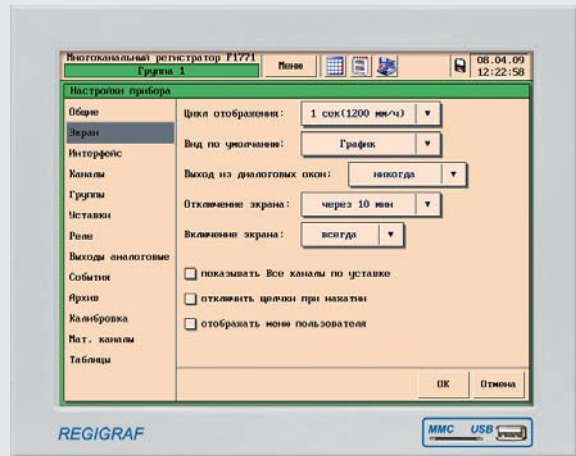 Многоканальный регистратор F1771
Группа 1
Меню
08.04.09
12:22:58
Настройки прибора
Общие
Экран
Интерфейс
Каналы
Группы
Уставки
Реле
Выходы аналоговые
События
Архив
Калибровка
Мат. каналы
Таблицы
Цикл отображения: 1 сек(1200 мм/ч)
Вид по умолчанию: График
Выход из диалоговых окон: никогда
Отключение экрана: через 10 мин
Включение экрана: всегда
показывать Все каналы по уставке
отключить щелчки при нажатии
отображать меню пользователя
ОК
Отмена
REGIGRAF
MMC USB